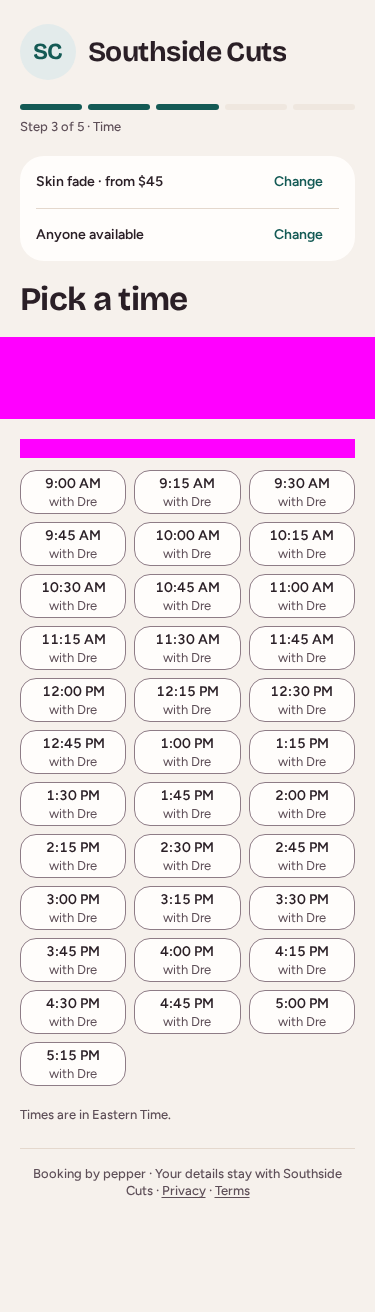 SC
Southside Cuts
Step 3 of 5 · Time
Skin fade · from $45
Change
Anyone available
Change
Pick a time
9:00 AM
with Dre
9:15 AM
with Dre
9:30 AM
with Dre
9:45 AM
with Dre
10:00 AM
with Dre
10:15 AM
with Dre
10:30 AM
with Dre
10:45 AM
with Dre
11:00 AM
with Dre
11:15 AM
with Dre
11:30 AM
with Dre
11:45 AM
with Dre
12:00 PM
with Dre
12:15 PM
with Dre
12:30 PM
with Dre
12:45 PM
with Dre
1:00 PM
with Dre
1:15 PM
with Dre
1:30 PM
with Dre
1:45 PM
with Dre
2:00 PM
with Dre
2:15 PM
with Dre
2:30 PM
with Dre
2:45 PM
with Dre
3:00 PM
with Dre
3:15 PM
with Dre
3:30 PM
with Dre
3:45 PM
with Dre
4:00 PM
with Dre
4:15 PM
with Dre
4:30 PM
with Dre
4:45 PM
with Dre
5:00 PM
with Dre
5:15 PM
with Dre
Times are in Eastern Time.
Booking by pepper · Your details stay with Southside
Cuts · Privacy · Terms